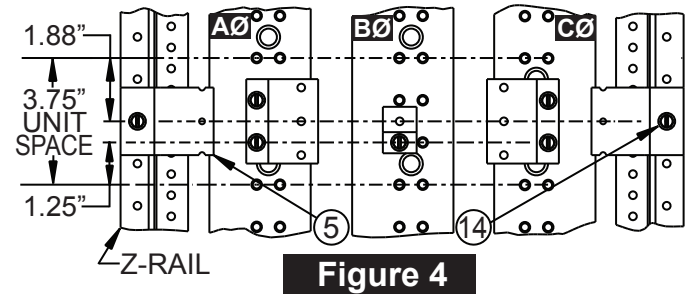 AØ
BØ
CØ
1.88”
3.75”
UNIT
SPACE
1.25”
5
14
Z-RAIL
Figure 4